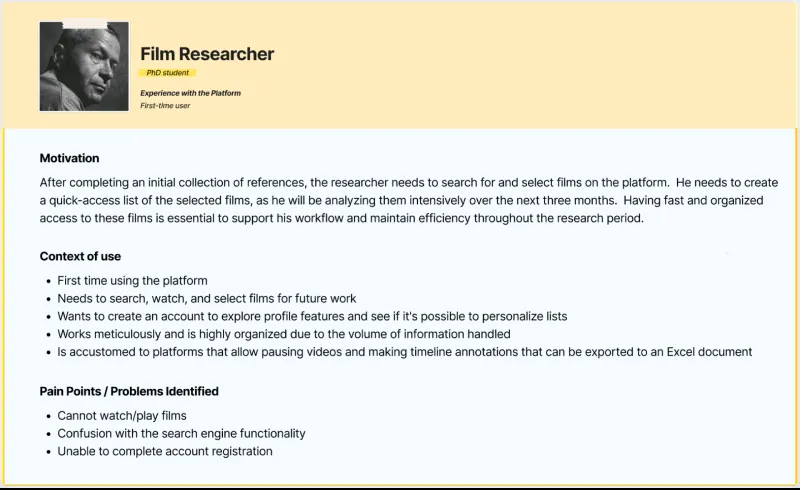 Film Researcher
PhD student
Experience with the Platform
First-time user
Motivation
After completing an initial collection of references, the researcher needs to search for and select films on the platform. He needs to create
a quick-access list of the selected films, as he will be analyzing them intensively over the next three months. Having fast and organized
access to these films is essential to support his workflow and maintain efficiency throughout the research period.
Context of use
• First time using the platform
• Needs to search, watch, and select films for future work
• Wants to create an account to explore profile features and see if it's possible to personalize lists
• Works meticulously and is highly organized due to the volume of information handled
• Is accustomed to platforms that allow pausing videos and making timeline annotations that can be exported to an Excel document
Pain Points / Problems Identified
• Cannot watch/play films
• Confusion with the search engine functionality
• Unable to complete account registration